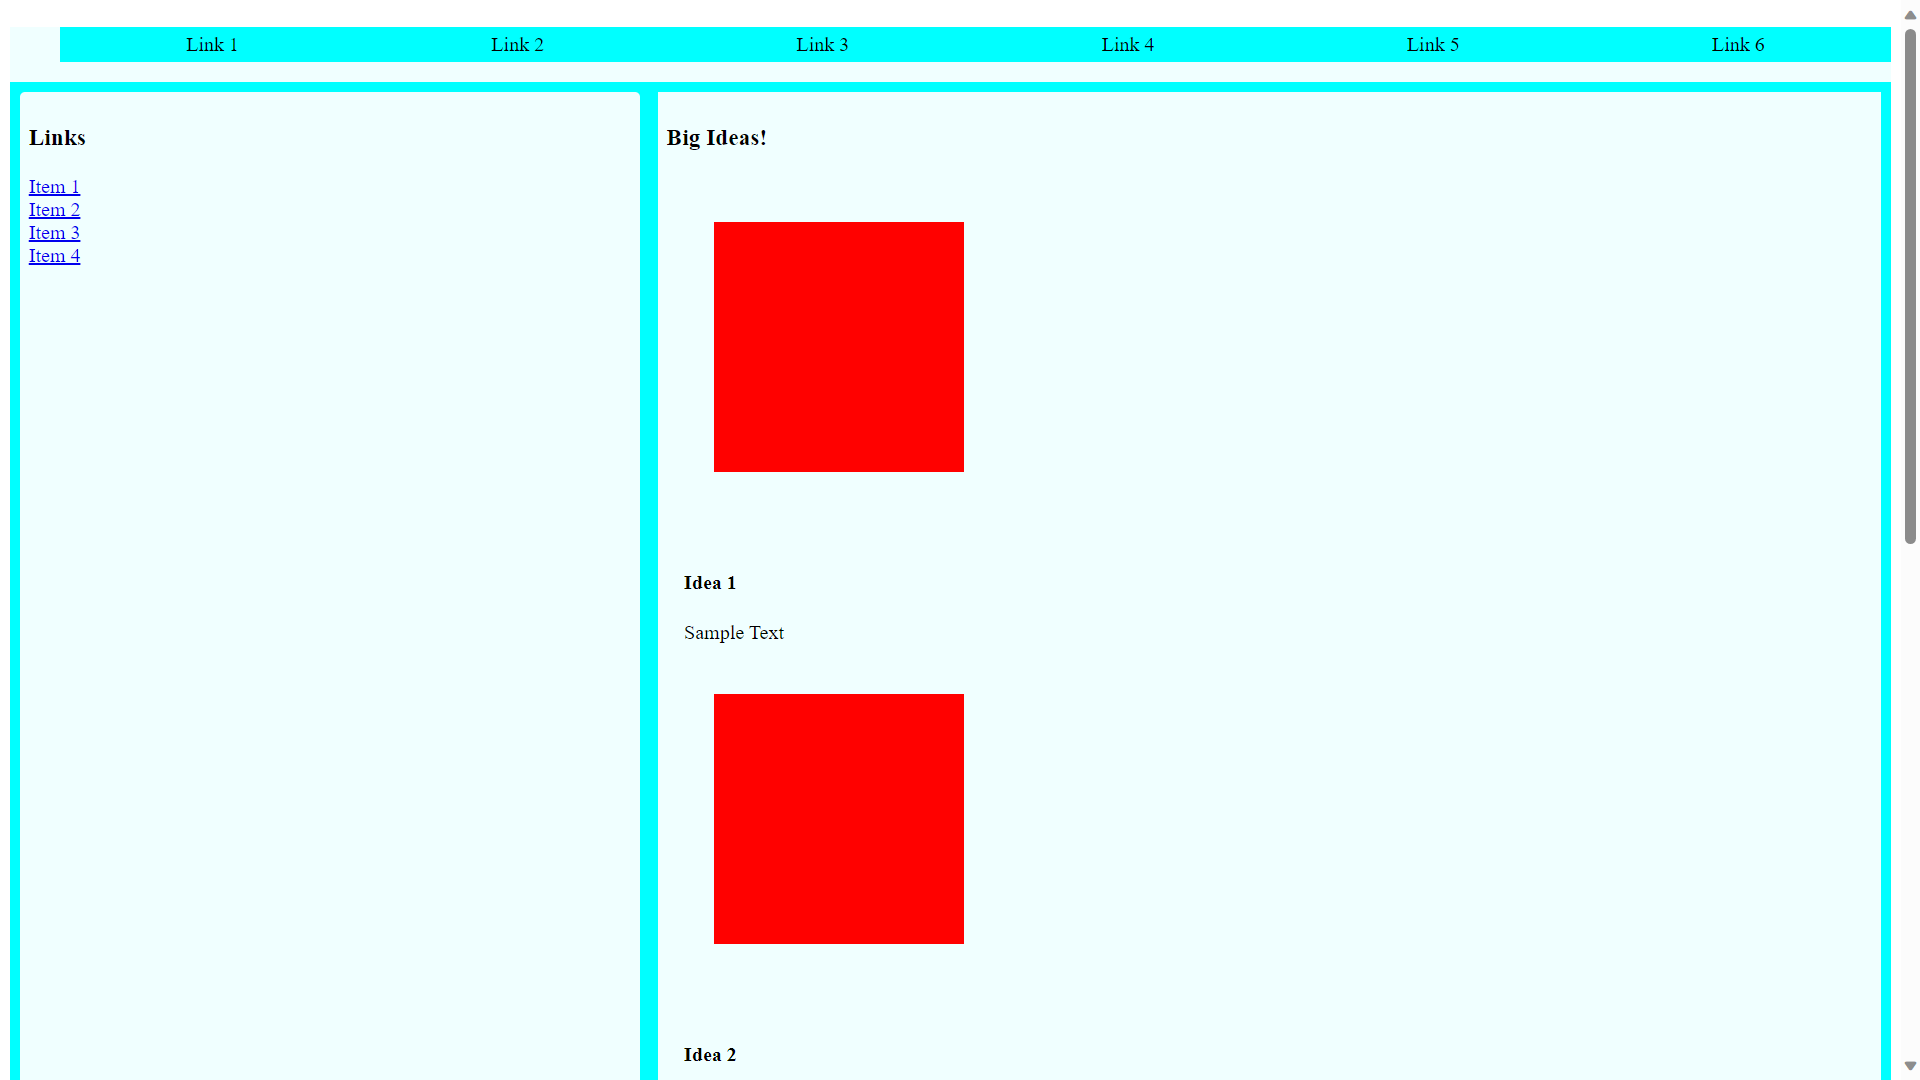 Link 1 Link 2 Link 3 Link 4 Link 5 Link 6
Links
Item 1
Item 2
Item 3
Item 4
Big Ideas!
Idea 1
Sample Text
Idea 2